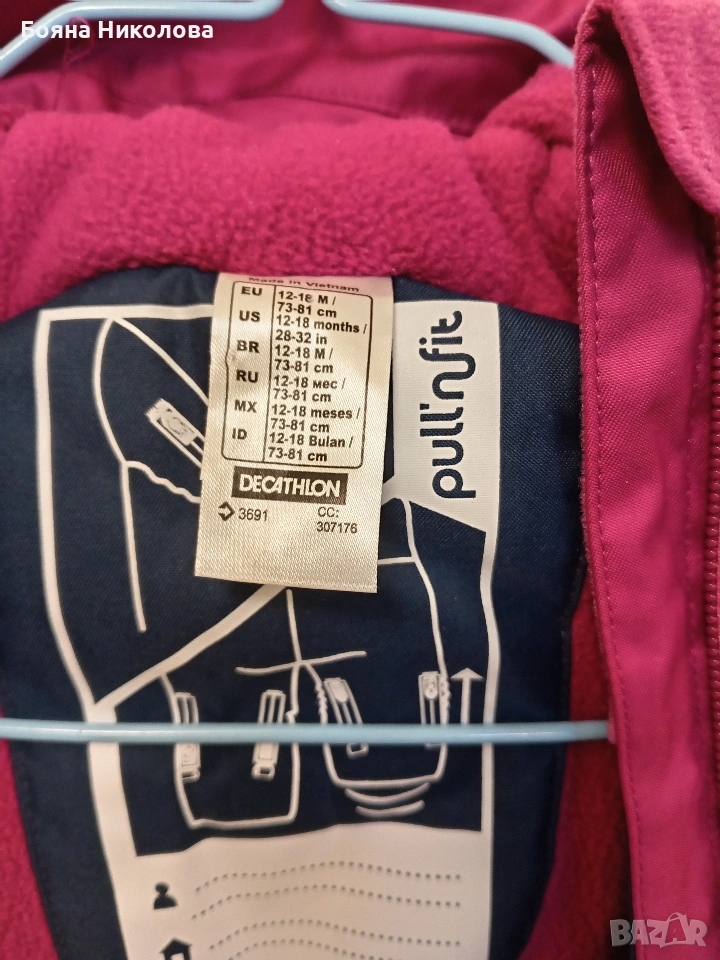 Бояна Николова
Made in Vietnam
EU 12-18 M /
73-81 cm
US 12-18 months /
28-32 in
BR 12-18 M /
73-81 cm
RU 12-18 мес /
73-81 cm
MX 12-18 meses /
73-81 cm
ID 12-18 Bulan /
73-81 cm
DECATHLON
3691 CC:
307176
pull'n fit
BAZAR